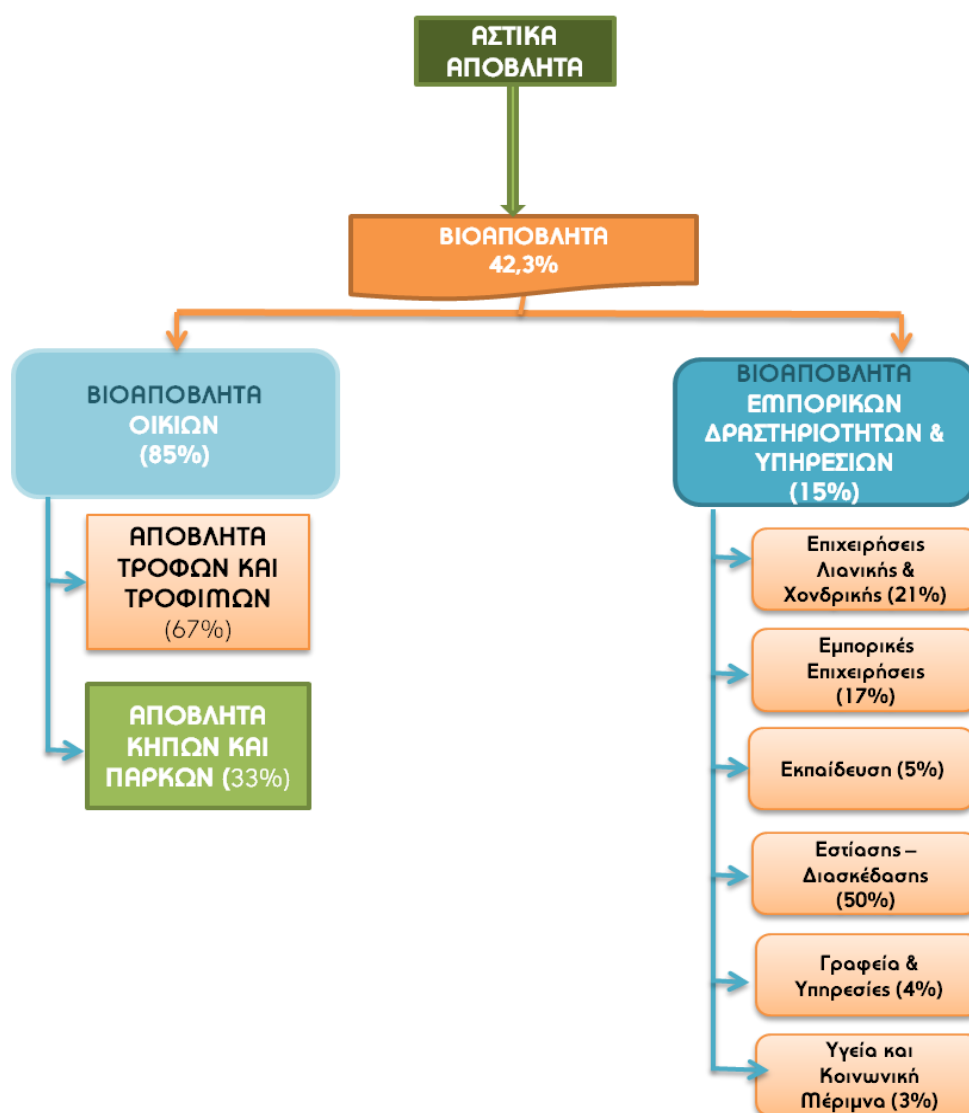 ΑΣΤΙΚΑ
ΑΠΟΒΛΗΤΑ
ΒΙΟΑΠΟΒΛΗΤΑ
42,3%
ΒΙΟΑΠΟΒΛΗΤΑ
ΟΙΚΙΩΝ
(85%)
ΑΠΟΒΛΗΤΑ
ΤΡΟΦΩΝ ΚΑΙ
ΤΡΟΦΙΜΩΝ
(67%)
ΑΠΟΒΛΗΤΑ
ΚΗΠΩΝ ΚΑΙ
ΠΑΡΚΩΝ (33%)
ΒΙΟΑΠΟΒΛΗΤΑ
ΕΜΠΟΡΙΚΩΝ
ΔΡΑΣΤΗΡΙΟΤΗΤΩΝ &
ΥΠΗΡΕΣΙΩΝ
(15%)
Επιχειρήσεις
Λιανικής &
Χονδρικής (21%)
Εμπορικές
Επιχειρήσεις
(17%)
Εκπαίδευση (5%)
Εστίασης –
Διασκέδασης
(50%)
Γραφεία &
Υπηρεσίες (4%)
Υγεία και
Κοινωνική
Μέριμνα (3%)